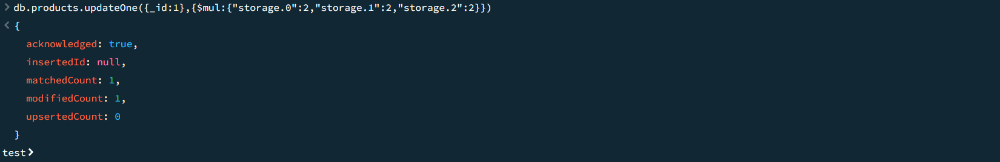 > db.products.updateOne({_id:1},{$mul:{"storage.0":2,"storage.1":2,"storage.2":2}})
< {
acknowledged: true,
insertedId: null,
matchedCount: 1,
modifiedCount: 1,
upsertedCount: 0
}
test>